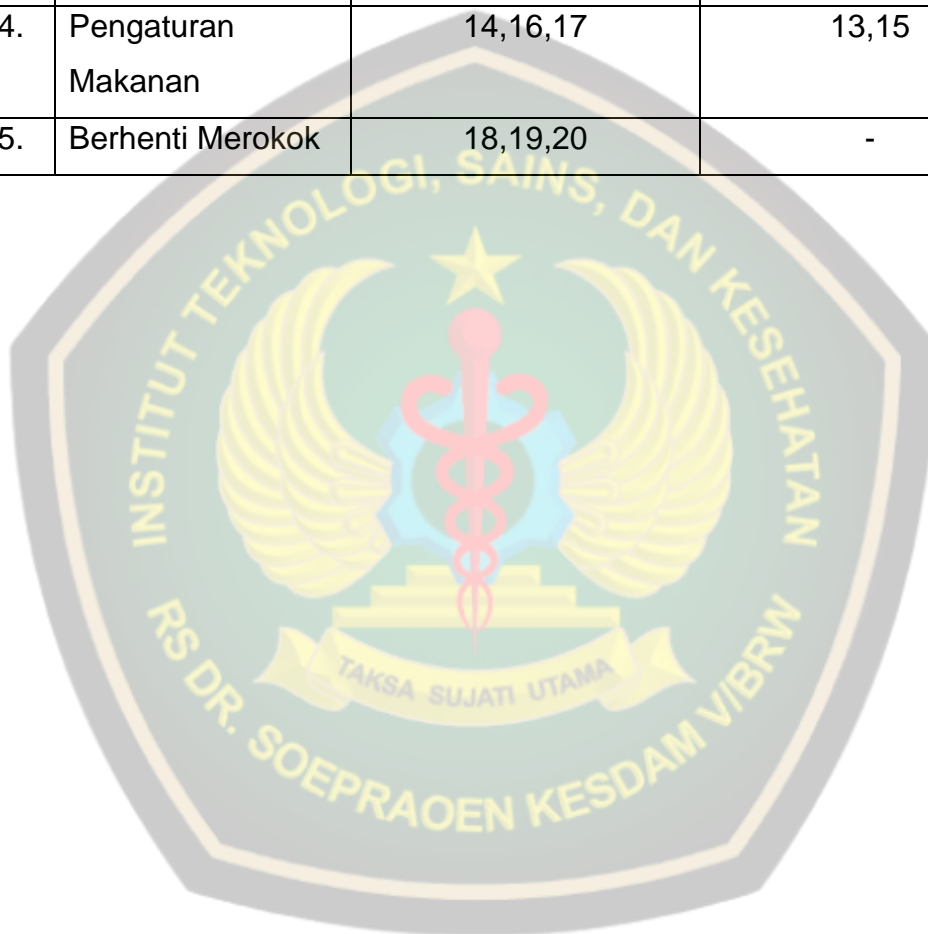 4. Pengaturan Makanan 14,16,17 13,15
5. Berhenti Merokok 18,19,20 -
INSTITUT TEKNOLOGI, SAINS, DAN KESEHATAN
TAKSA SUJATI UTAMA
RS DR. SOEPRAOEN KESDAM V/BRW